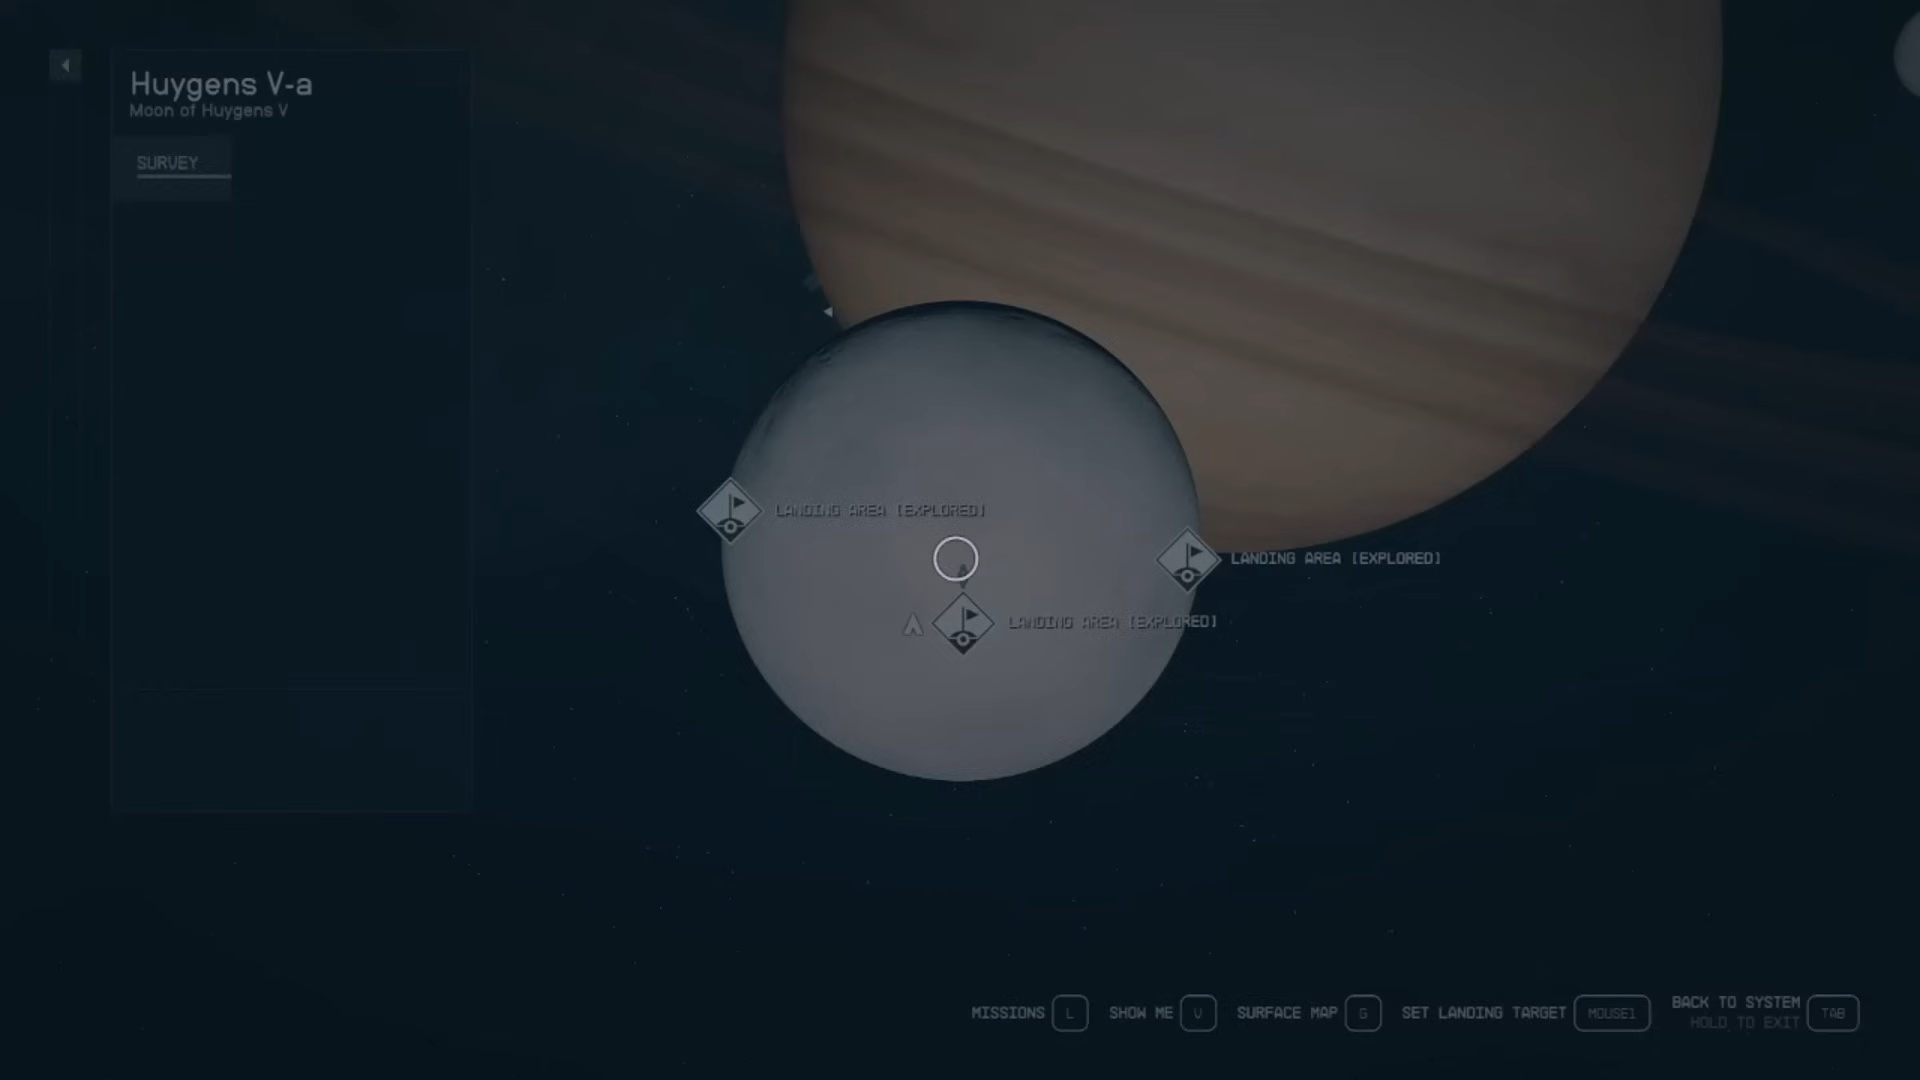 Huygens V-a
Moon of Huygens V
SURVEY
LANDING AREA [EXPLORED]
LANDING AREA [EXPLORED]
LANDING AREA [EXPLORED]
MISSIONS L SHOW ME V SURFACE MAP G SET LANDING TARGET MOUSE1 BACK TO SYSTEM TAB
HOLD TO EXIT